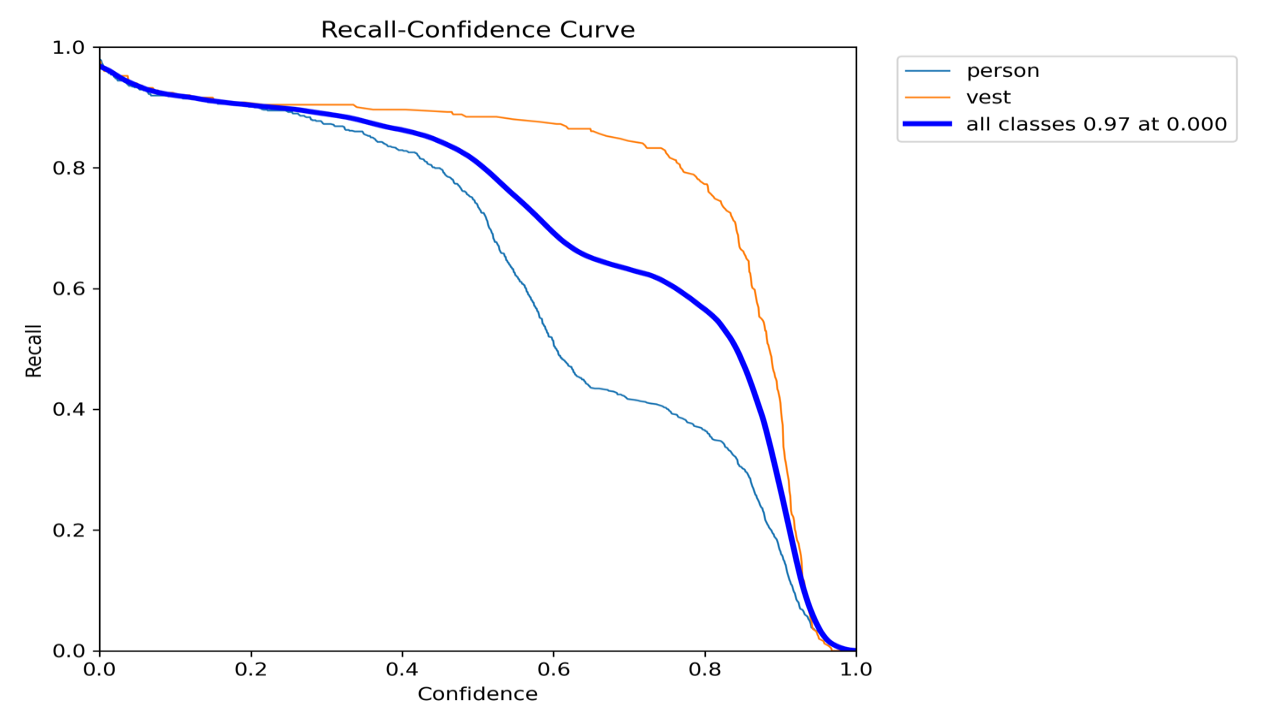 Recall-Confidence Curve
1.0
0.8
0.6
0.4
0.2
0.0
Recall
0.0 0.2 0.4 0.6 0.8 1.0
Confidence
person
vest
all classes 0.97 at 0.000